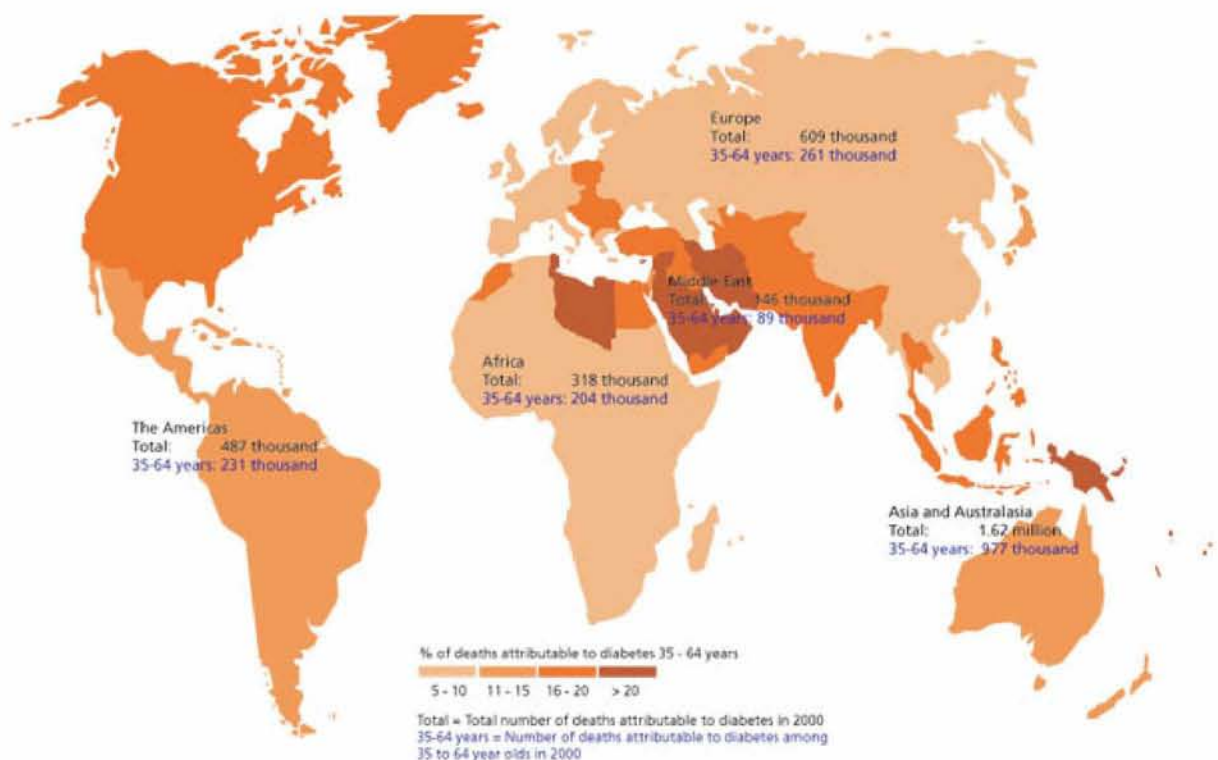 Europe
Total: 609 thousand
35-64 years: 261 thousand
Middle East
Total: 146 thousand
35-64 years: 89 thousand
Africa
Total: 318 thousand
35-64 years: 204 thousand
The Americas
Total: 487 thousand
35-64 years: 231 thousand
Asia and Australasia
Total: 1.62 million
35-64 years: 977 thousand
% of deaths attributable to diabetes 35 - 64 years
5 - 10 11 - 15 16 - 20 > 20
Total = Total number of deaths attributable to diabetes in 2000
35-64 years = Number of deaths attributable to diabetes among
35 to 64 year olds in 2000